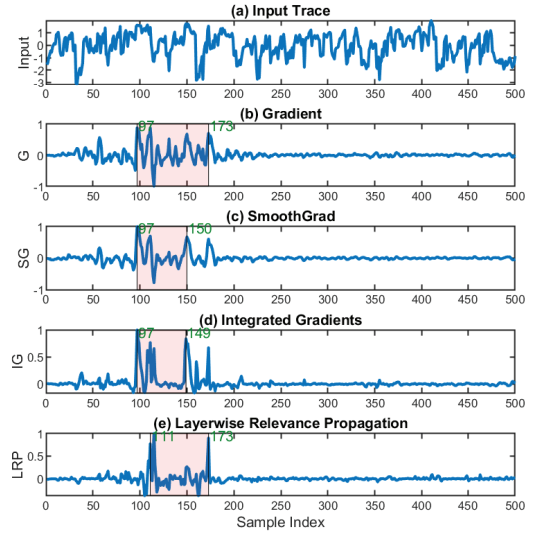 (a) Input Trace
Input
1
0
-1
-2
-3
0 50 100 150 200 250 300 350 400 450 500
(b) Gradient
G
1
0
-1
97 173
0 50 100 150 200 250 300 350 400 450 500
(c) SmoothGrad
SG
1
0
-1
97 150
0 50 100 150 200 250 300 350 400 450 500
(d) Integrated Gradients
IG
1
0.5
0
97 149
0 50 100 150 200 250 300 350 400 450 500
(e) Layerwise Relevance Propagation
LRP
1
0.5
0
111 173
0 50 100 150 200 250 300 350 400 450 500
Sample Index